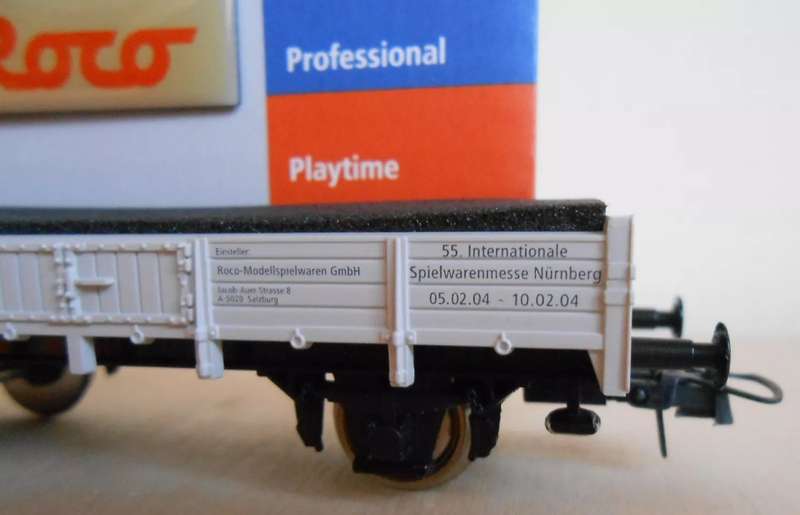 Roco
Professional
Playtime
Einsteller:
Roco-Modellspielwaren GmbH
Jacob-Auer-Strasse 8
A-5020 Salzburg
55. Internationale
Spielwarenmesse Nürnberg
05.02.04 - 10.02.04